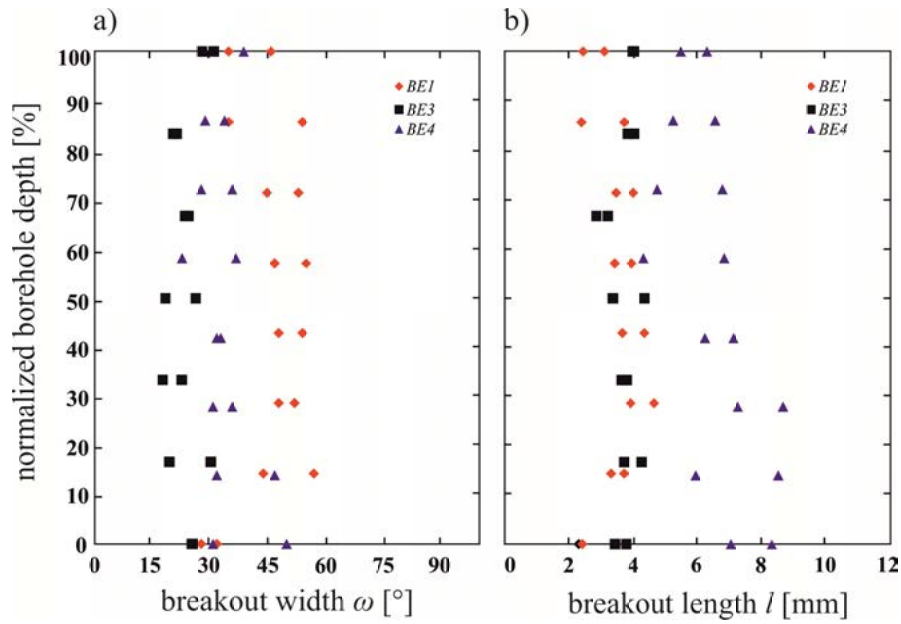 a)
b)
100
90
80
70
60
50
40
30
20
10
0
normalized borehole depth [%]
BE1
BE3
BE4
BE1
BE3
BE4
0 15 30 45 60 90
0 2 4 6 8 10 12
breakout width ω [°]
breakout length l [mm]